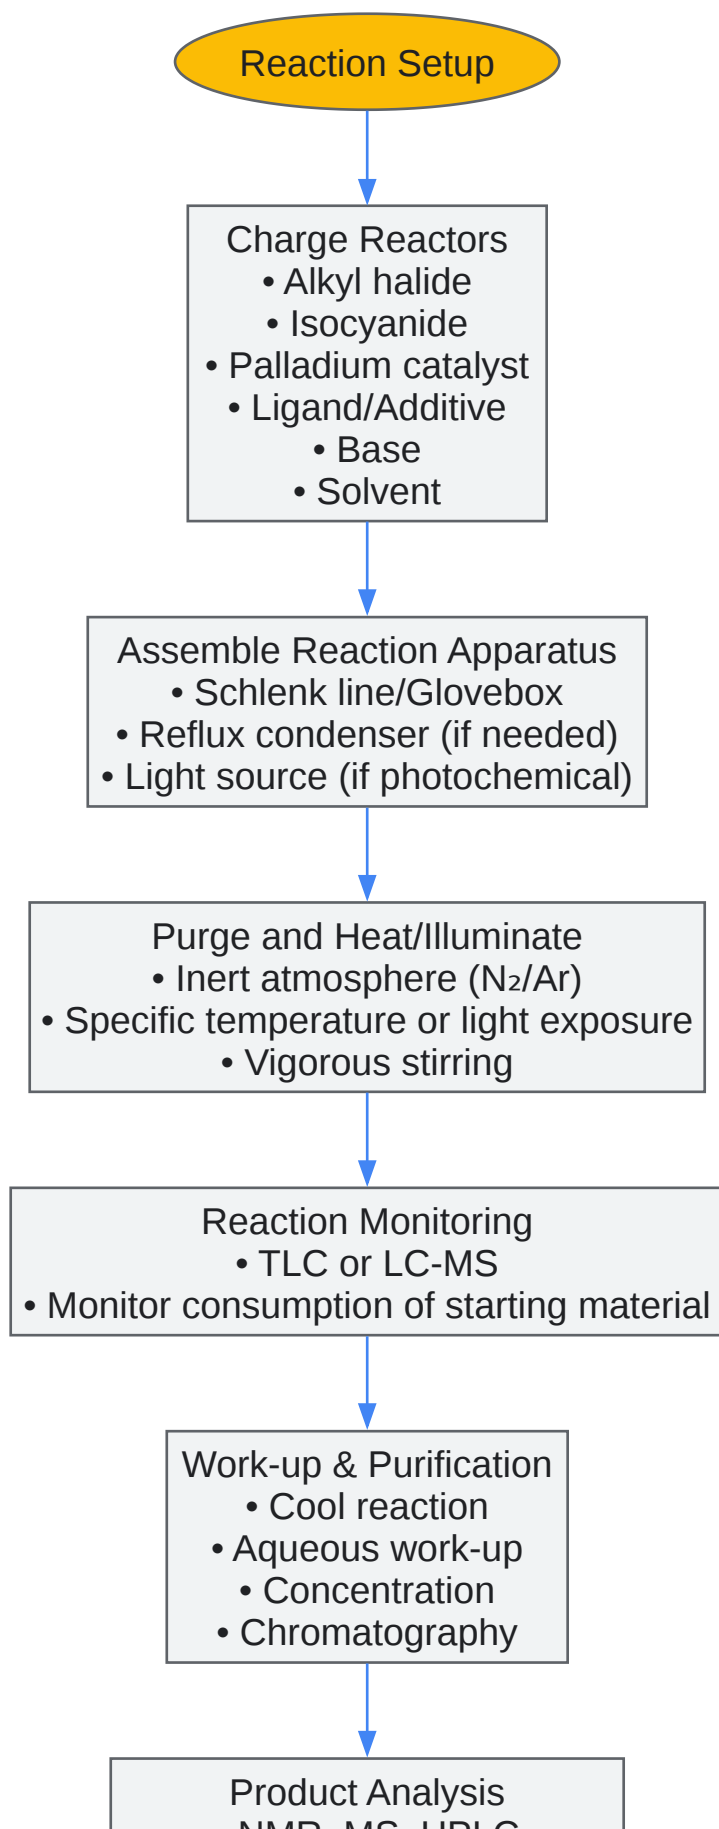 Reaction Setup
Charge Reactors
• Alkyl halide
• Isocyanide
• Palladium catalyst
• Ligand/Additive
• Base
• Solvent
Assemble Reaction Apparatus
• Schlenk line/Glovebox
• Reflux condenser (if needed)
• Light source (if photochemical)
Purge and Heat/Illuminate
• Inert atmosphere (N₂/Ar)
• Specific temperature or light exposure
• Vigorous stirring
Reaction Monitoring
• TLC or LC-MS
• Monitor consumption of starting material
Work-up & Purification
• Cool reaction
• Aqueous work-up
• Concentration
• Chromatography
Product Analysis
NMR, MS, HPLC